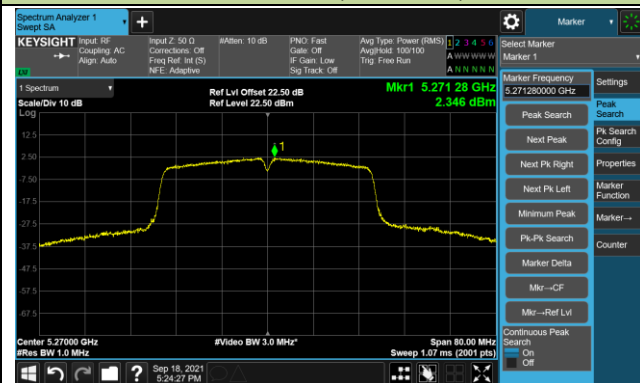 Spectrum Analyzer 1
Swept SA
Marker
KEYSIGHT
Input: RF
Coupling: AC
Align: Auto
Input Z: 50 Ω
Corrections: Off
Freq Ref: Int (S)
NFE: Adaptive
#Atten: 10 dB
PNO: Fast
Gate: Off
IF Gain: Low
Sig Track: Off
Avg Type: Power (RMS)
Avg|Hold: 100/100
Trig: Free Run
1 2 3 4 5 6
A W W W W W
A N N N N N
LXI
Select Marker
Marker 1
1 Spectrum
Scale/Div 10 dB
Log
Ref Lvl Offset 22.50 dB
Ref Level 22.50 dBm
Mkr1 5.271 28 GHz
2.346 dBm
1
12.5
2.50
-7.50
-17.5
-27.5
-37.5
-47.5
-57.5
-67.5
Center 5.27000 GHz
#Res BW 1.0 MHz
#Video BW 3.0 MHz*
Span 80.00 MHz
Sweep 1.07 ms (2001 pts)
Marker Frequency
5.271280000 GHz
Peak Search
Next Peak
Next Pk Right
Next Pk Left
Minimum Peak
Pk-Pk Search
Marker Delta
Mkr→CF
Mkr→Ref Lvl
Continuous Peak
Search
On
Off
Settings
Peak
Search
Pk Search
Config
Properties
Marker
Function
Marker→
Counter
?
Sep 18, 2021
5:24:27 PM